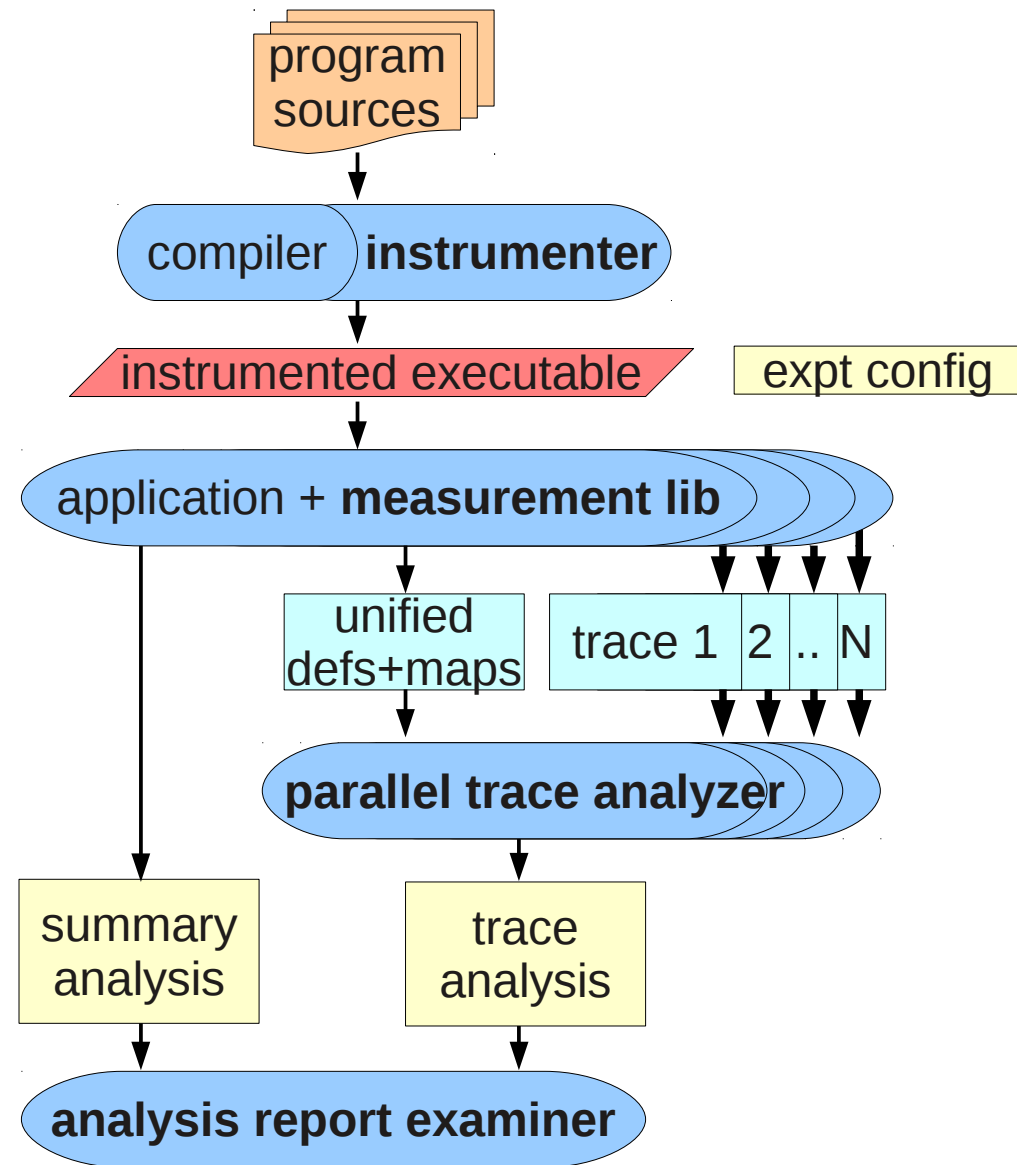 program
sources
compiler instrumenter
instrumented executable
expt config
application + measurement lib
unified
defs+maps
trace 1 2 .. N
parallel trace analyzer
summary
analysis
trace
analysis
analysis report examiner